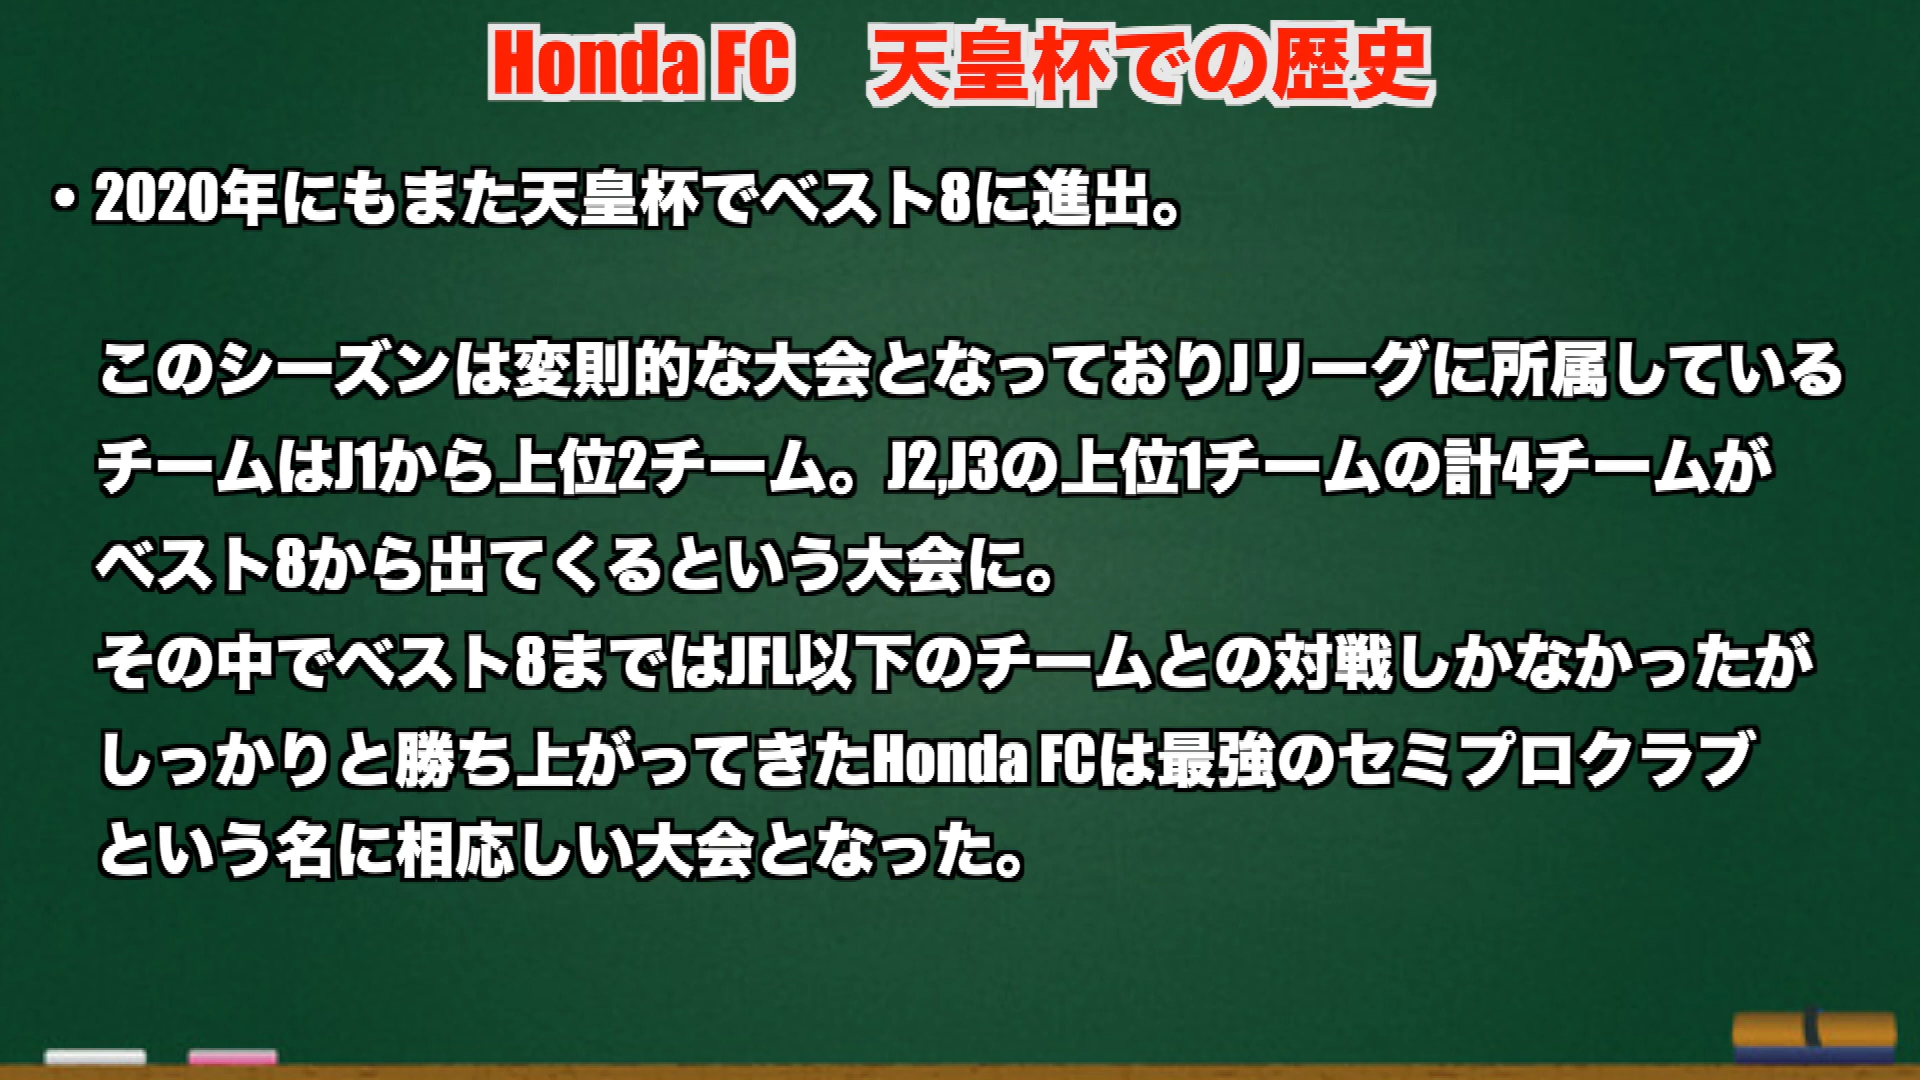 Honda FC　天皇杯での歴史
・2020年にもまた天皇杯でベスト8に進出。
このシーズンは変則的な大会となっておりJリーグに所属している
チームはJ1から上位2チーム。J2,J3の上位1チームの計4チームが
ベスト8から出てくるという大会に。
その中でベスト8まではJFL以下のチームとの対戦しかなかったが
しっかりと勝ち上がってきたHonda FCは最強のセミプロクラブ
という名に相応しい大会となった。